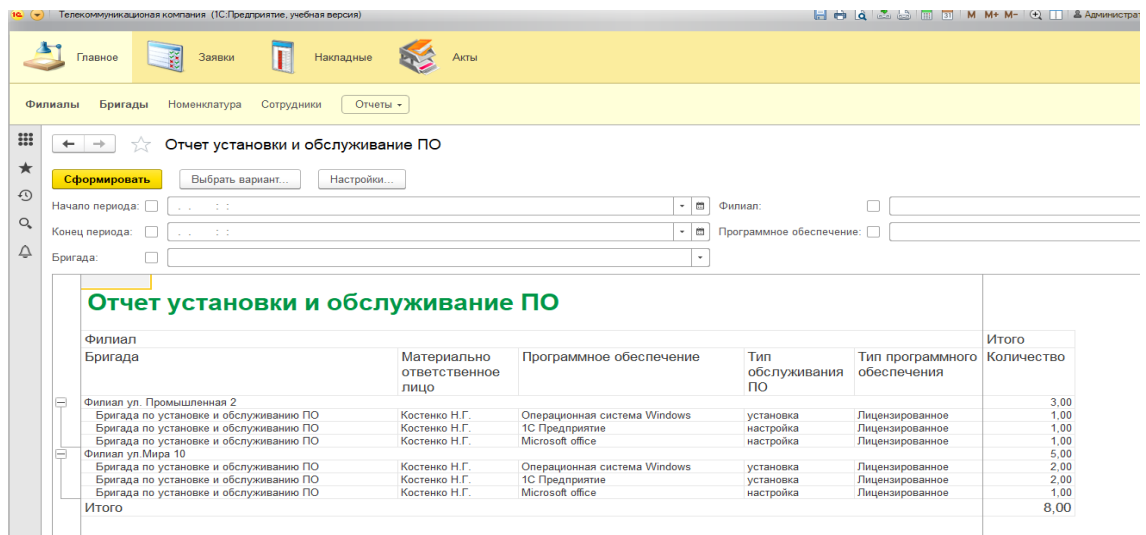 Телекоммуникационая компания (1С:Предприятие, учебная версия)
M M+ M-
Главное Заявки Накладные Акты
Филиалы Бригады Номенклатура Сотрудники Отчеты
Отчет установки и обслуживание ПО
Сформировать Выбрать вариант... Настройки...
Начало периода: . . : : Филиал:
Конец периода: . . : : Программное обеспечение:
Бригада:
Отчет установки и обслуживание ПО
Филиал Итого
Бригада Материально ответственное лицо Программное обеспечение Тип обслуживания ПО Тип программного обеспечения Количество
Филиал ул. Промышленная 2 3,00
Бригада по установке и обслуживанию ПО Костенко Н.Г. Операционная система Windows установка Лицензированное 1,00
Бригада по установке и обслуживанию ПО Костенко Н.Г. 1С Предприятие настройка Лицензированное 1,00
Бригада по установке и обслуживанию ПО Костенко Н.Г. Microsoft office настройка Лицензированное 1,00
Филиал ул.Мира 10 5,00
Бригада по установке и обслуживанию ПО Костенко Н.Г. Операционная система Windows установка Лицензированное 2,00
Бригада по установке и обслуживанию ПО Костенко Н.Г. 1С Предприятие установка Лицензированное 2,00
Бригада по установке и обслуживанию ПО Костенко Н.Г. Microsoft office настройка Лицензированное 1,00
Итого 8,00